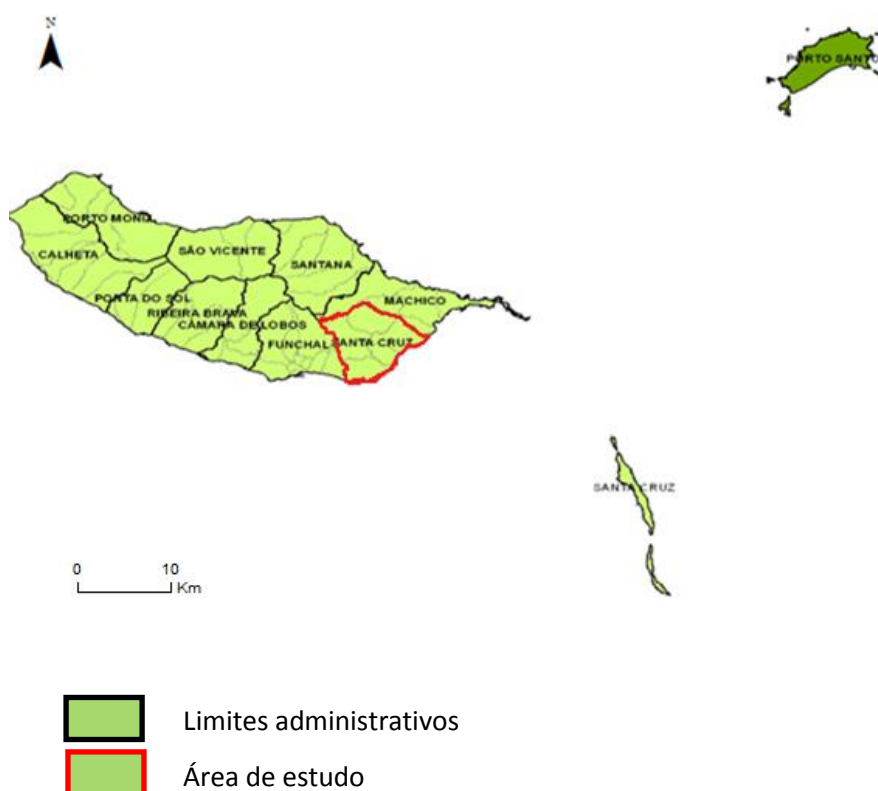 N
PORTO SANTO
PORTO MONIZ
SÃO VICENTE
CALHETA
SANTANA
PONTA DO SOL
MACHICO
RIBEIRA BRAVA
CÂMARA DE LOBOS
FUNCHAL
SANTA CRUZ
SANTA CRUZ
0 10
Km
Limites administrativos
Área de estudo